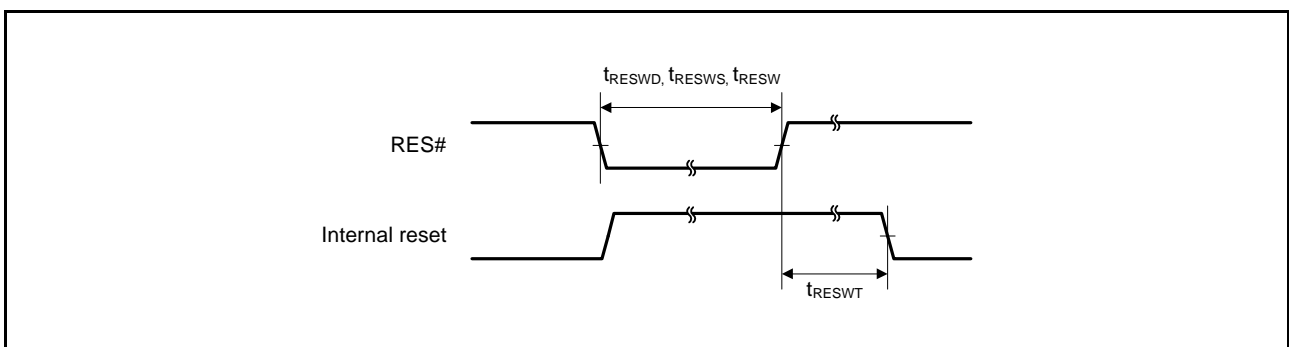 tRESWD, tRESWS, tRESW
RES#
Internal reset
tRESWT